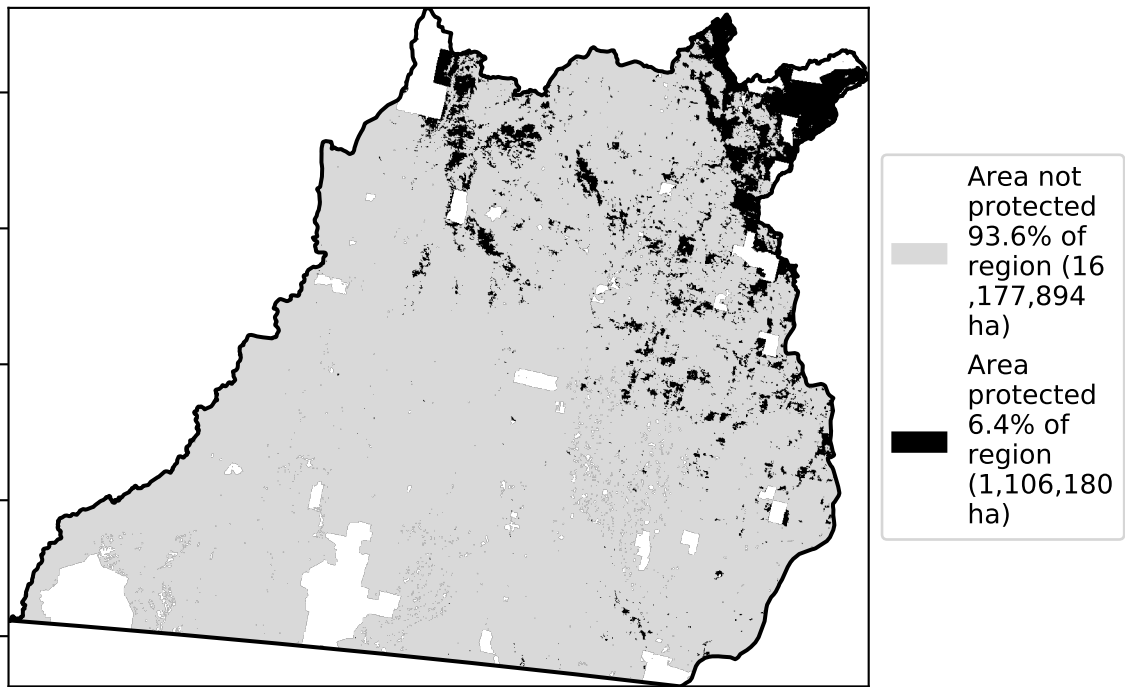 Area not
protected
93.6% of
region (16
,177,894
ha)
Area
protected
6.4% of
region
(1,106,180
ha)